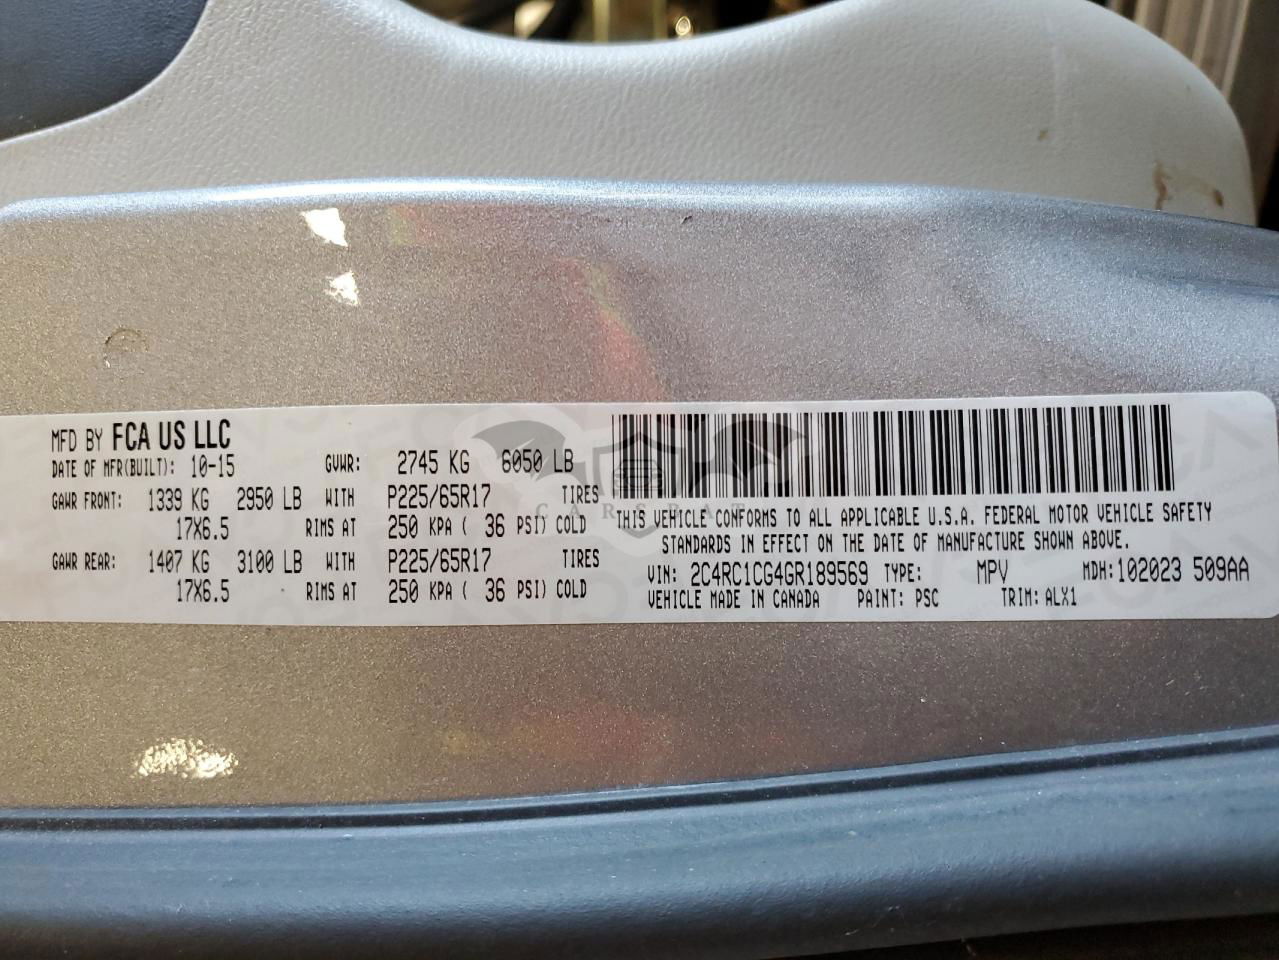 MFD BY FCA US LLC
DATE OF MFR(BUILT): 10-15 GVWR: 2745 KG 6050 LB
GAWR FRONT: 1339 KG 2950 LB WITH P225/65R17 TIRES
17X6.5 RIMS AT 250 KPA ( 36 PSI) COLD
GAWR REAR: 1407 KG 3100 LB WITH P225/65R17 TIRES
17X6.5 RIMS AT 250 KPA ( 36 PSI) COLD
THIS VEHICLE CONFORMS TO ALL APPLICABLE U.S.A. FEDERAL MOTOR VEHICLE SAFETY
STANDARDS IN EFFECT ON THE DATE OF MANUFACTURE SHOWN ABOVE.
VIN: 2C4RC1CG4GR189569 TYPE: MPV MDH:102023 509AA
VEHICLE MADE IN CANADA PAINT: PSC TRIM: ALX1